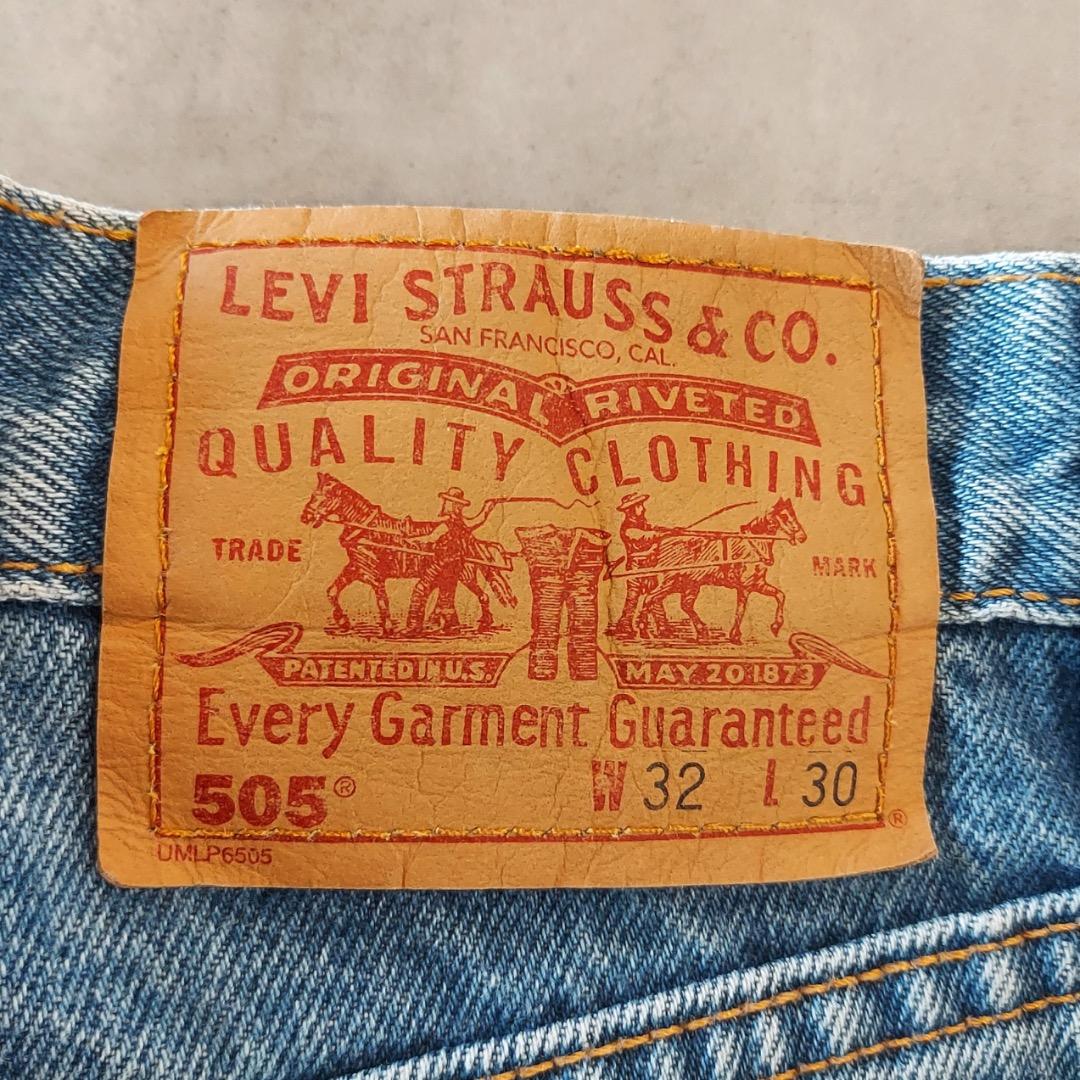 LEVI STRAUSS & CO.
SAN FRANCISCO, CAL.
ORIGINAL RIVETED
QUALITY CLOTHING
TRADE MARK
PATENTED IN U.S. MAY 20 1873
Every Garment Guaranteed
505® W 32 L 30
®
UMLP6505